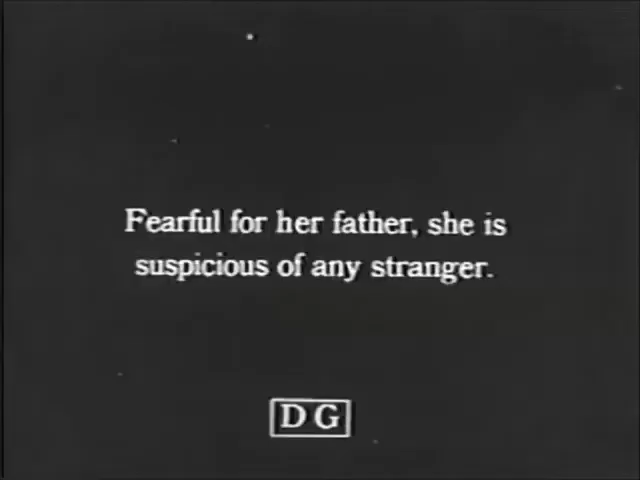 Fearful for her father, she is
suspicious of any stranger.
DG